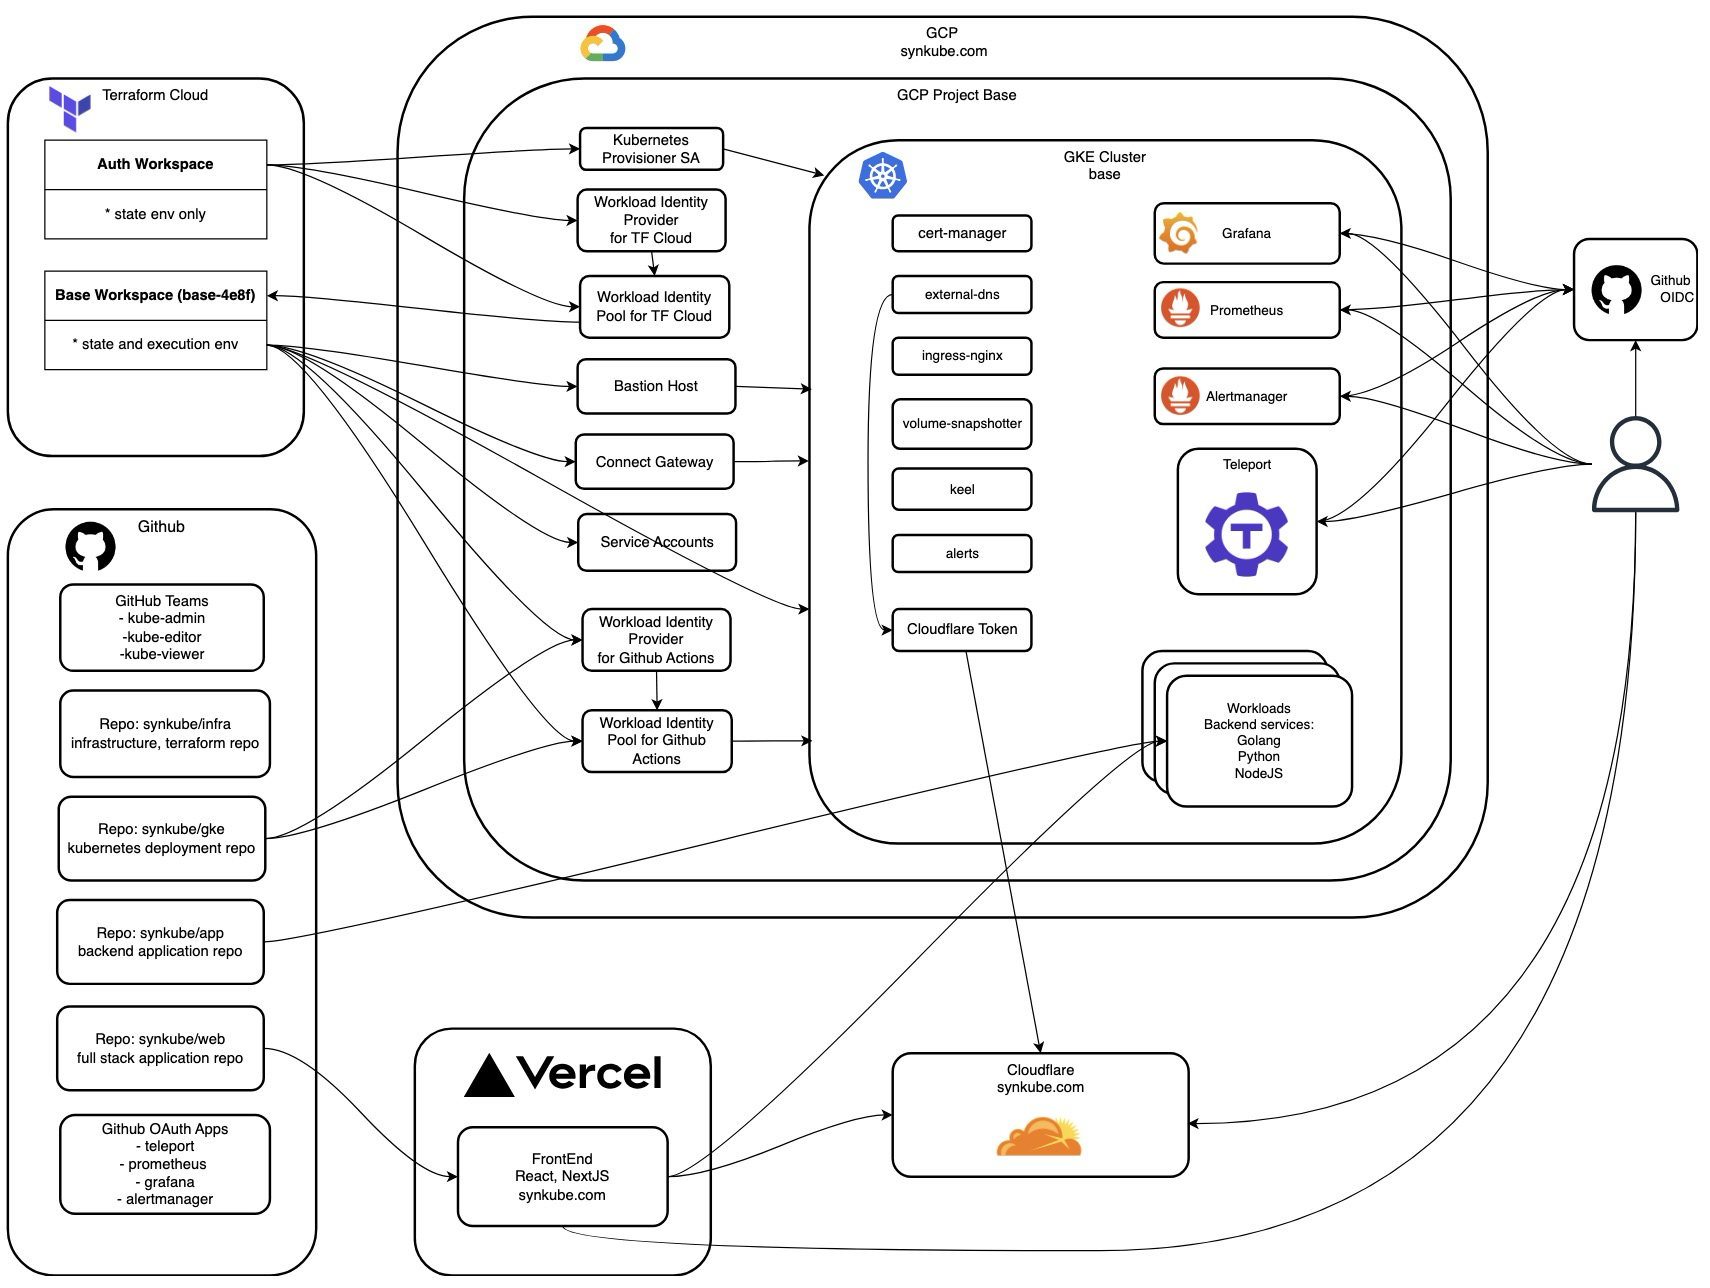 GCP
synkube.com
Terraform Cloud
Auth Workspace
* state env only
Base Workspace (base-4e8f)
* state and execution env
GCP Project Base
Kubernetes
Provisioner SA
Workload Identity
Provider
for TF Cloud
Workload Identity
Pool for TF Cloud
Bastion Host
Connect Gateway
Service Accounts
Workload Identity
Provider
for Github Actions
Workload Identity
Pool for Github
Actions
GKE Cluster
base
cert-manager
external-dns
ingress-nginx
volume-snapshotter
keel
alerts
Cloudflare Token
Grafana
Prometheus
Alertmanager
Teleport
T
Workloads
Backend services:
Golang
Python
NodeJS
Github
OIDC
Github
GitHub Teams
- kube-admin
-kube-editor
-kube-viewer
Repo: synkube/infra
infrastructure, terraform repo
Repo: synkube/gke
kubernetes deployment repo
Repo: synkube/app
backend application repo
Repo: synkube/web
full stack application repo
Github OAuth Apps
- teleport
- prometheus
- grafana
- alertmanager
Vercel
FrontEnd
React, NextJS
synkube.com
Cloudflare
synkube.com